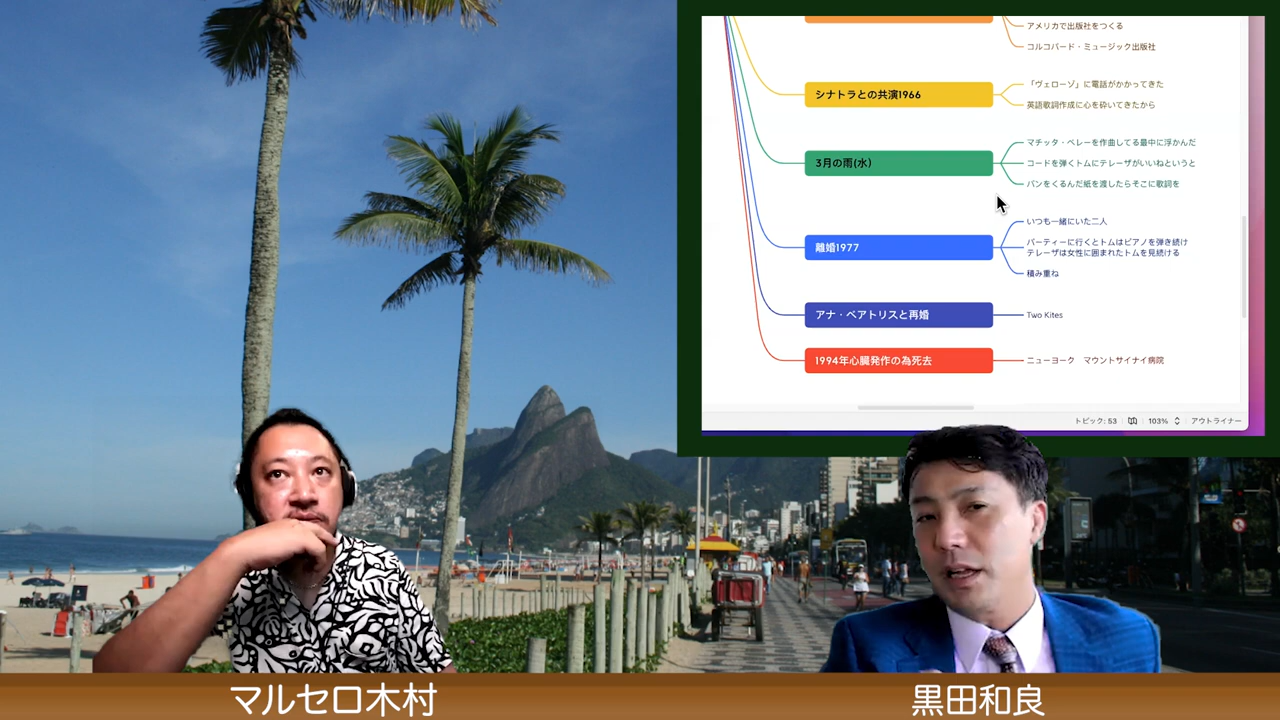 アメリカで出版社をつくる
コルコバード・ミュージック出版社
シナトラとの共演1966
「ヴェローゾ」に電話がかかってきた
英語歌詞作成に心を砕いてきたから
3月の雨(水)
マチッタ・ペレーを作曲してる最中に浮かんだ
コードを弾くトムにテレーザがいいねというと
パンをくるんだ紙を渡したらそこに歌詞を
離婚1977
いつも一緒にいた二人
パーティーに行くとトムはピアノを弾き続け
テレーザは女性に囲まれたトムを見続ける
積み重ね
アナ・ベアトリスと再婚
Two Kites
1994年心臓発作の為死去
ニューヨーク　マウントサイナイ病院
トピック: 53
103%
アウトライナー
マルセロ木村
黒田和良